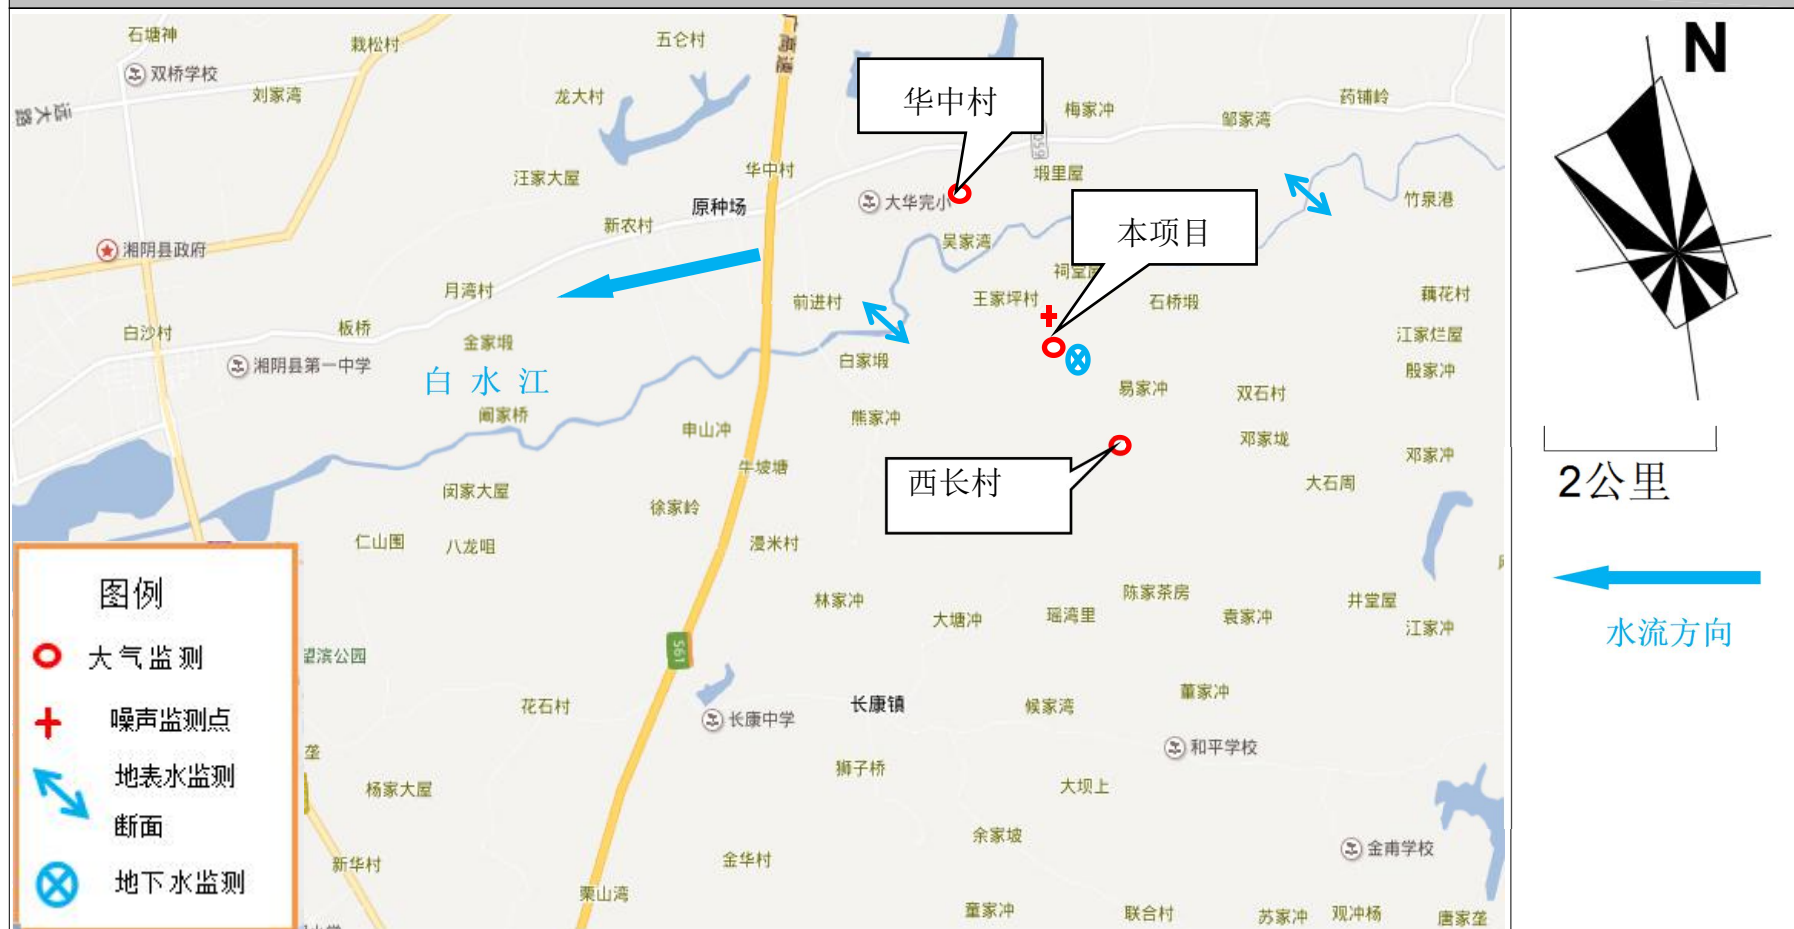 石塘神
栽松村
五仑村
广高速
双桥学校
刘家湾
龙大村
远大路
华中村
梅家冲
药铺岭
邹家湾
汪家大屋
华中村
塅里屋
大华完小
原种场
新农村
竹泉港
本项目
吴家湾
湘阴县政府
祠堂
月湾村
前进村
王家坪村
石桥塅
藕花村
白沙村
板桥
金家塅
江家烂屋
湘阴县第一中学
白家塅
殷家冲
白水江
易家冲
双石村
阄家桥
熊家冲
申山冲
邓家垅
邓家冲
牛坡塘
西长村
大石周
2公里
闵家大屋
徐家岭
仁山围
八龙咀
漫米村
水流方向
图例
大气监测
噪声监测点
地表水监测
断面
地下水监测
陈家茶房
林家冲
大塘冲
瑶湾里
袁家冲
井堂屋
江家冲
S61
望滨公园
花石村
长康中学
长康镇
候家湾
董家冲
和平学校
垄
狮子桥
杨家大屋
大坝上
余家坡
金甫学校
新华村
金华村
栗山湾
童家冲
联合村
苏家冲
观冲杨
唐家垄
N